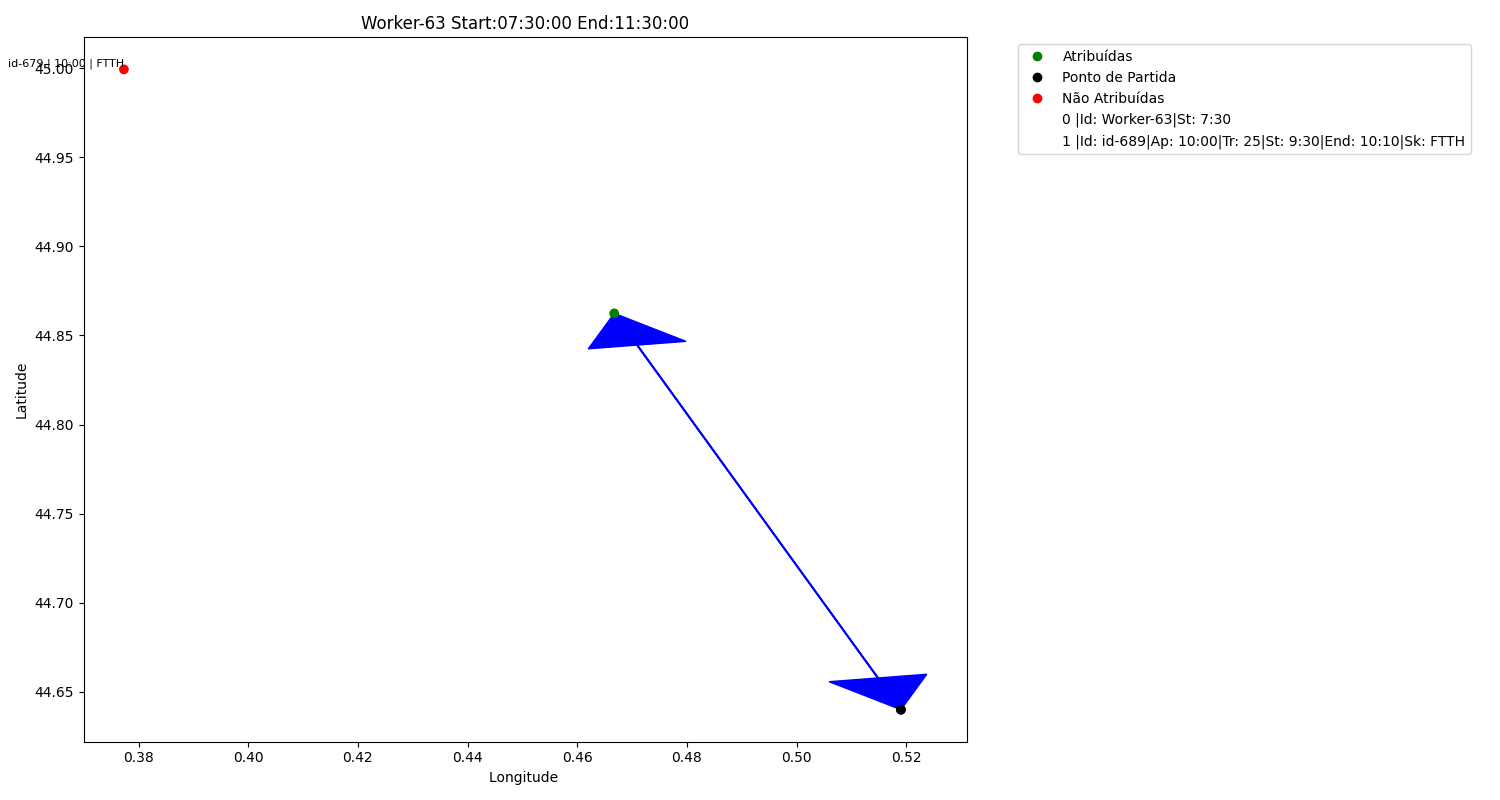 Worker-63 Start:07:30:00 End:11:30:00
id-679 | 10:00 | FTTH
45.00
44.95
44.90
44.85
44.80
44.75
44.70
44.65
Latitude
0.38 0.40 0.42 0.44 0.46 0.48 0.50 0.52
Longitude
Atribuídas
Ponto de Partida
Não Atribuídas
0 |Id: Worker-63|St: 7:30
1 |Id: id-689|Ap: 10:00|Tr: 25|St: 9:30|End: 10:10|Sk: FTTH